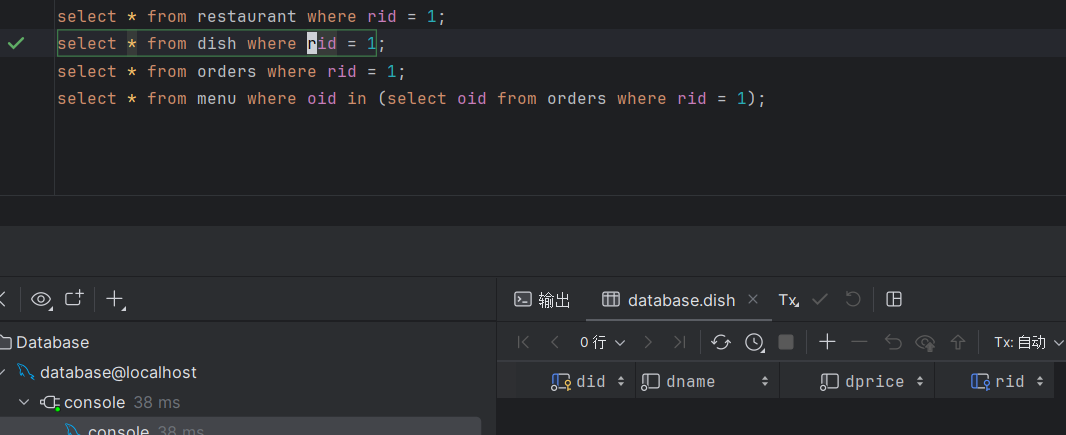 select * from restaurant where rid = 1;
select * from dish where rid = 1;
select * from orders where rid = 1;
select * from menu where oid in (select oid from orders where rid = 1);
输出 database.dish Tx
0 行 Tx: 自动
did dname dprice rid
Database
database@localhost
console 38 ms
console 38 ms